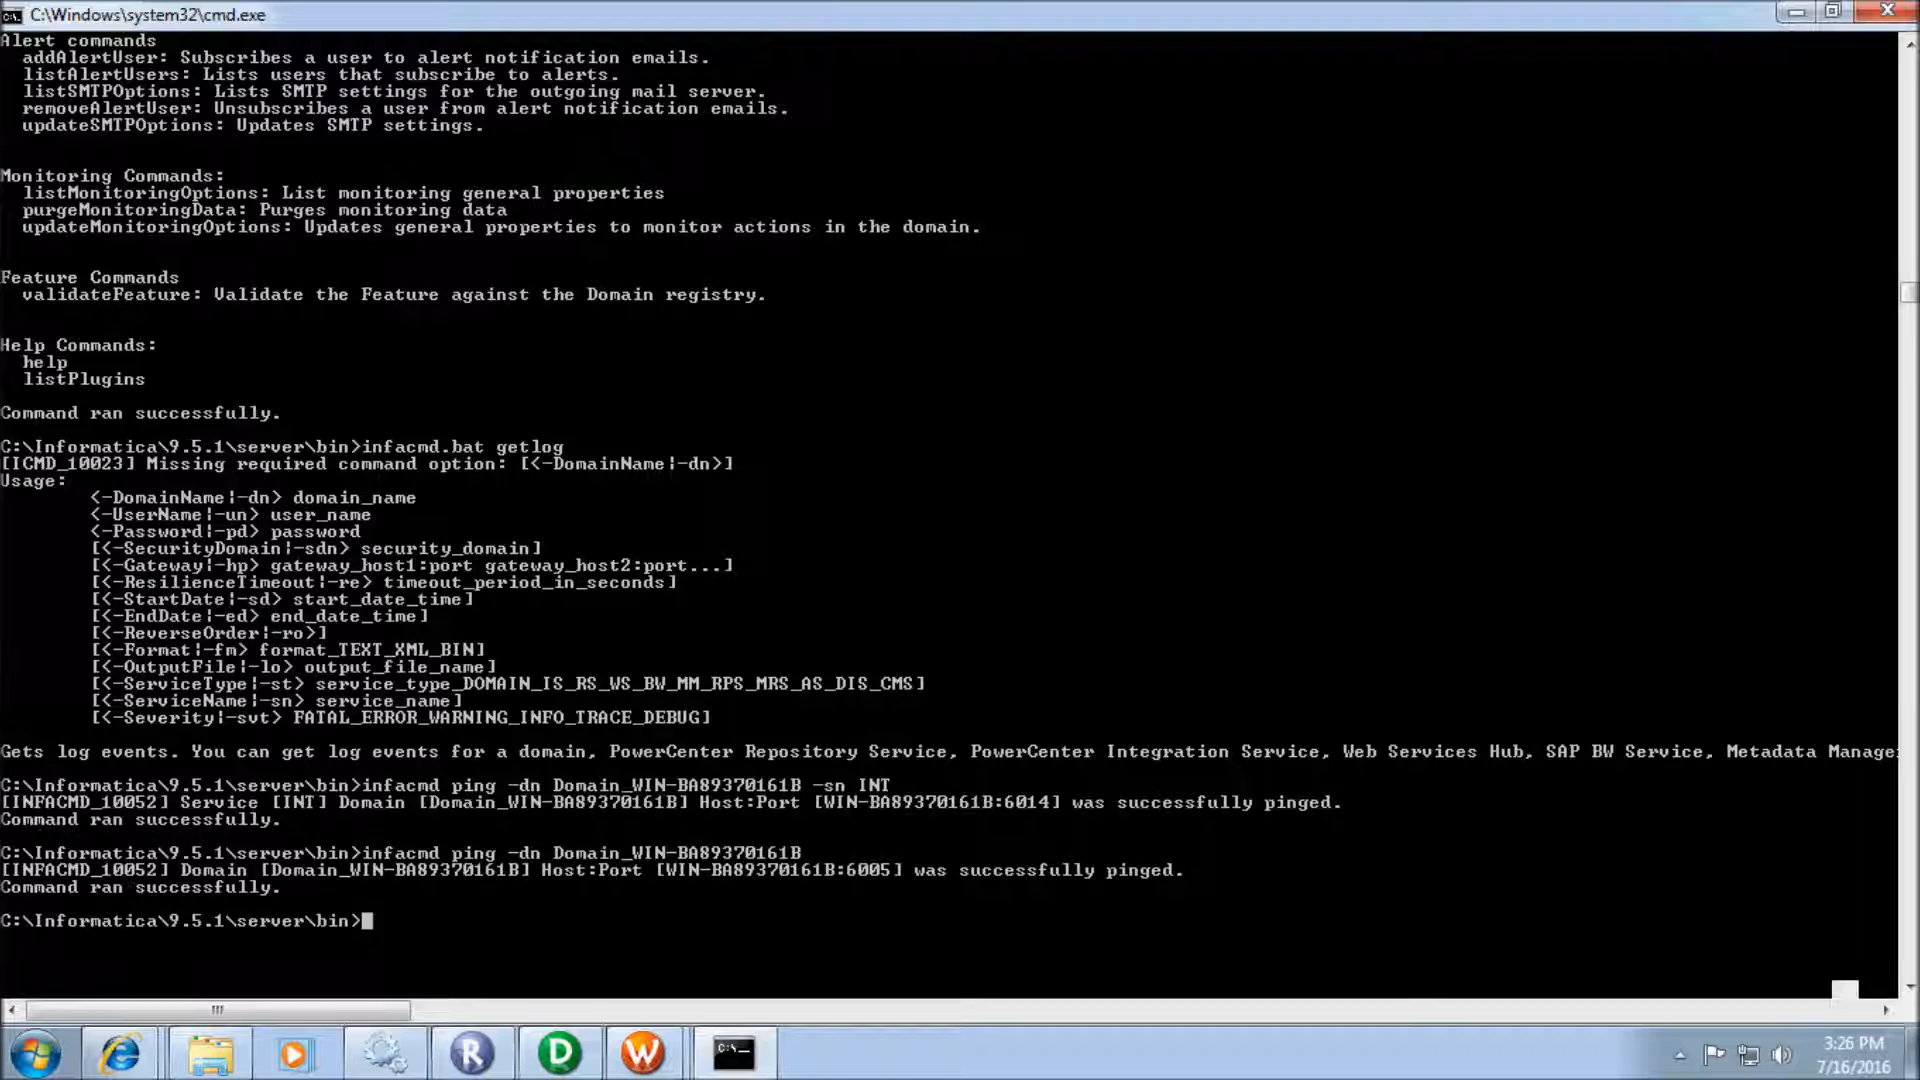 C:\Windows\system32\cmd.exe
Alert commands
addAlertUser: Subscribes a user to alert notification emails.
listAlertUsers: Lists users that subscribe to alerts.
listSMTPOptions: Lists SMTP settings for the outgoing mail server.
removeAlertUser: Unsubscribes a user from alert notification emails.
updateSMTPOptions: Updates SMTP settings.
Monitoring Commands:
listMonitoringOptions: List monitoring general properties
purgeMonitoringData: Purges monitoring data
updateMonitoringOptions: Updates general properties to monitor actions in the domain.
Feature Commands
validateFeature: Validate the Feature against the Domain registry.
Help Commands:
help
listPlugins
Command ran successfully.
C:\Informatica\9.5.1\server\bin>infacmd.bat getlog
[ICMD_10023] Missing required command option: [<-DomainName|-dn>]
Usage:
<-DomainName|-dn> domain_name
<-UserName|-un> user_name
<-Password|-pd> password
[<-SecurityDomain|-sdn> security_domain]
[<-Gateway|-hp> gateway_host1:port gateway_host2:port...]
[<-ResilienceTimeout|-re> timeout_period_in_seconds]
[<-StartDate|-sd> start_date_time]
[<-EndDate|-ed> end_date_time]
[<-ReverseOrder|-ro>]
[<-Format|-fm> format_TEXT_XML_BIN]
[<-OutputFile|-lo> output_file_name]
[<-ServiceType|-st> service_type_DOMAIN_IS_RS_WS_BW_MM_RPS_MRS_AS_DIS_CMS]
[<-ServiceName|-sn> service_name]
[<-Severity|-svt> FATAL_ERROR_WARNING_INFO_TRACE_DEBUG]
Gets log events. You can get log events for a domain, PowerCenter Repository Service, PowerCenter Integration Service, Web Services Hub, SAP BW Service, Metadata Manage
C:\Informatica\9.5.1\server\bin>infacmd ping -dn Domain_WIN-BA89370161B -sn INT
[INFACMD_10052] Service [INT] Domain [Domain_WIN-BA89370161B] Host:Port [WIN-BA89370161B:6014] was successfully pinged.
Command ran successfully.
C:\Informatica\9.5.1\server\bin>infacmd ping -dn Domain_WIN-BA89370161B
[INFACMD_10052] Domain [Domain_WIN-BA89370161B] Host:Port [WIN-BA89370161B:6005] was successfully pinged.
Command ran successfully.
C:\Informatica\9.5.1\server\bin>
R
D
W
C:\_
3:26 PM
7/16/2016